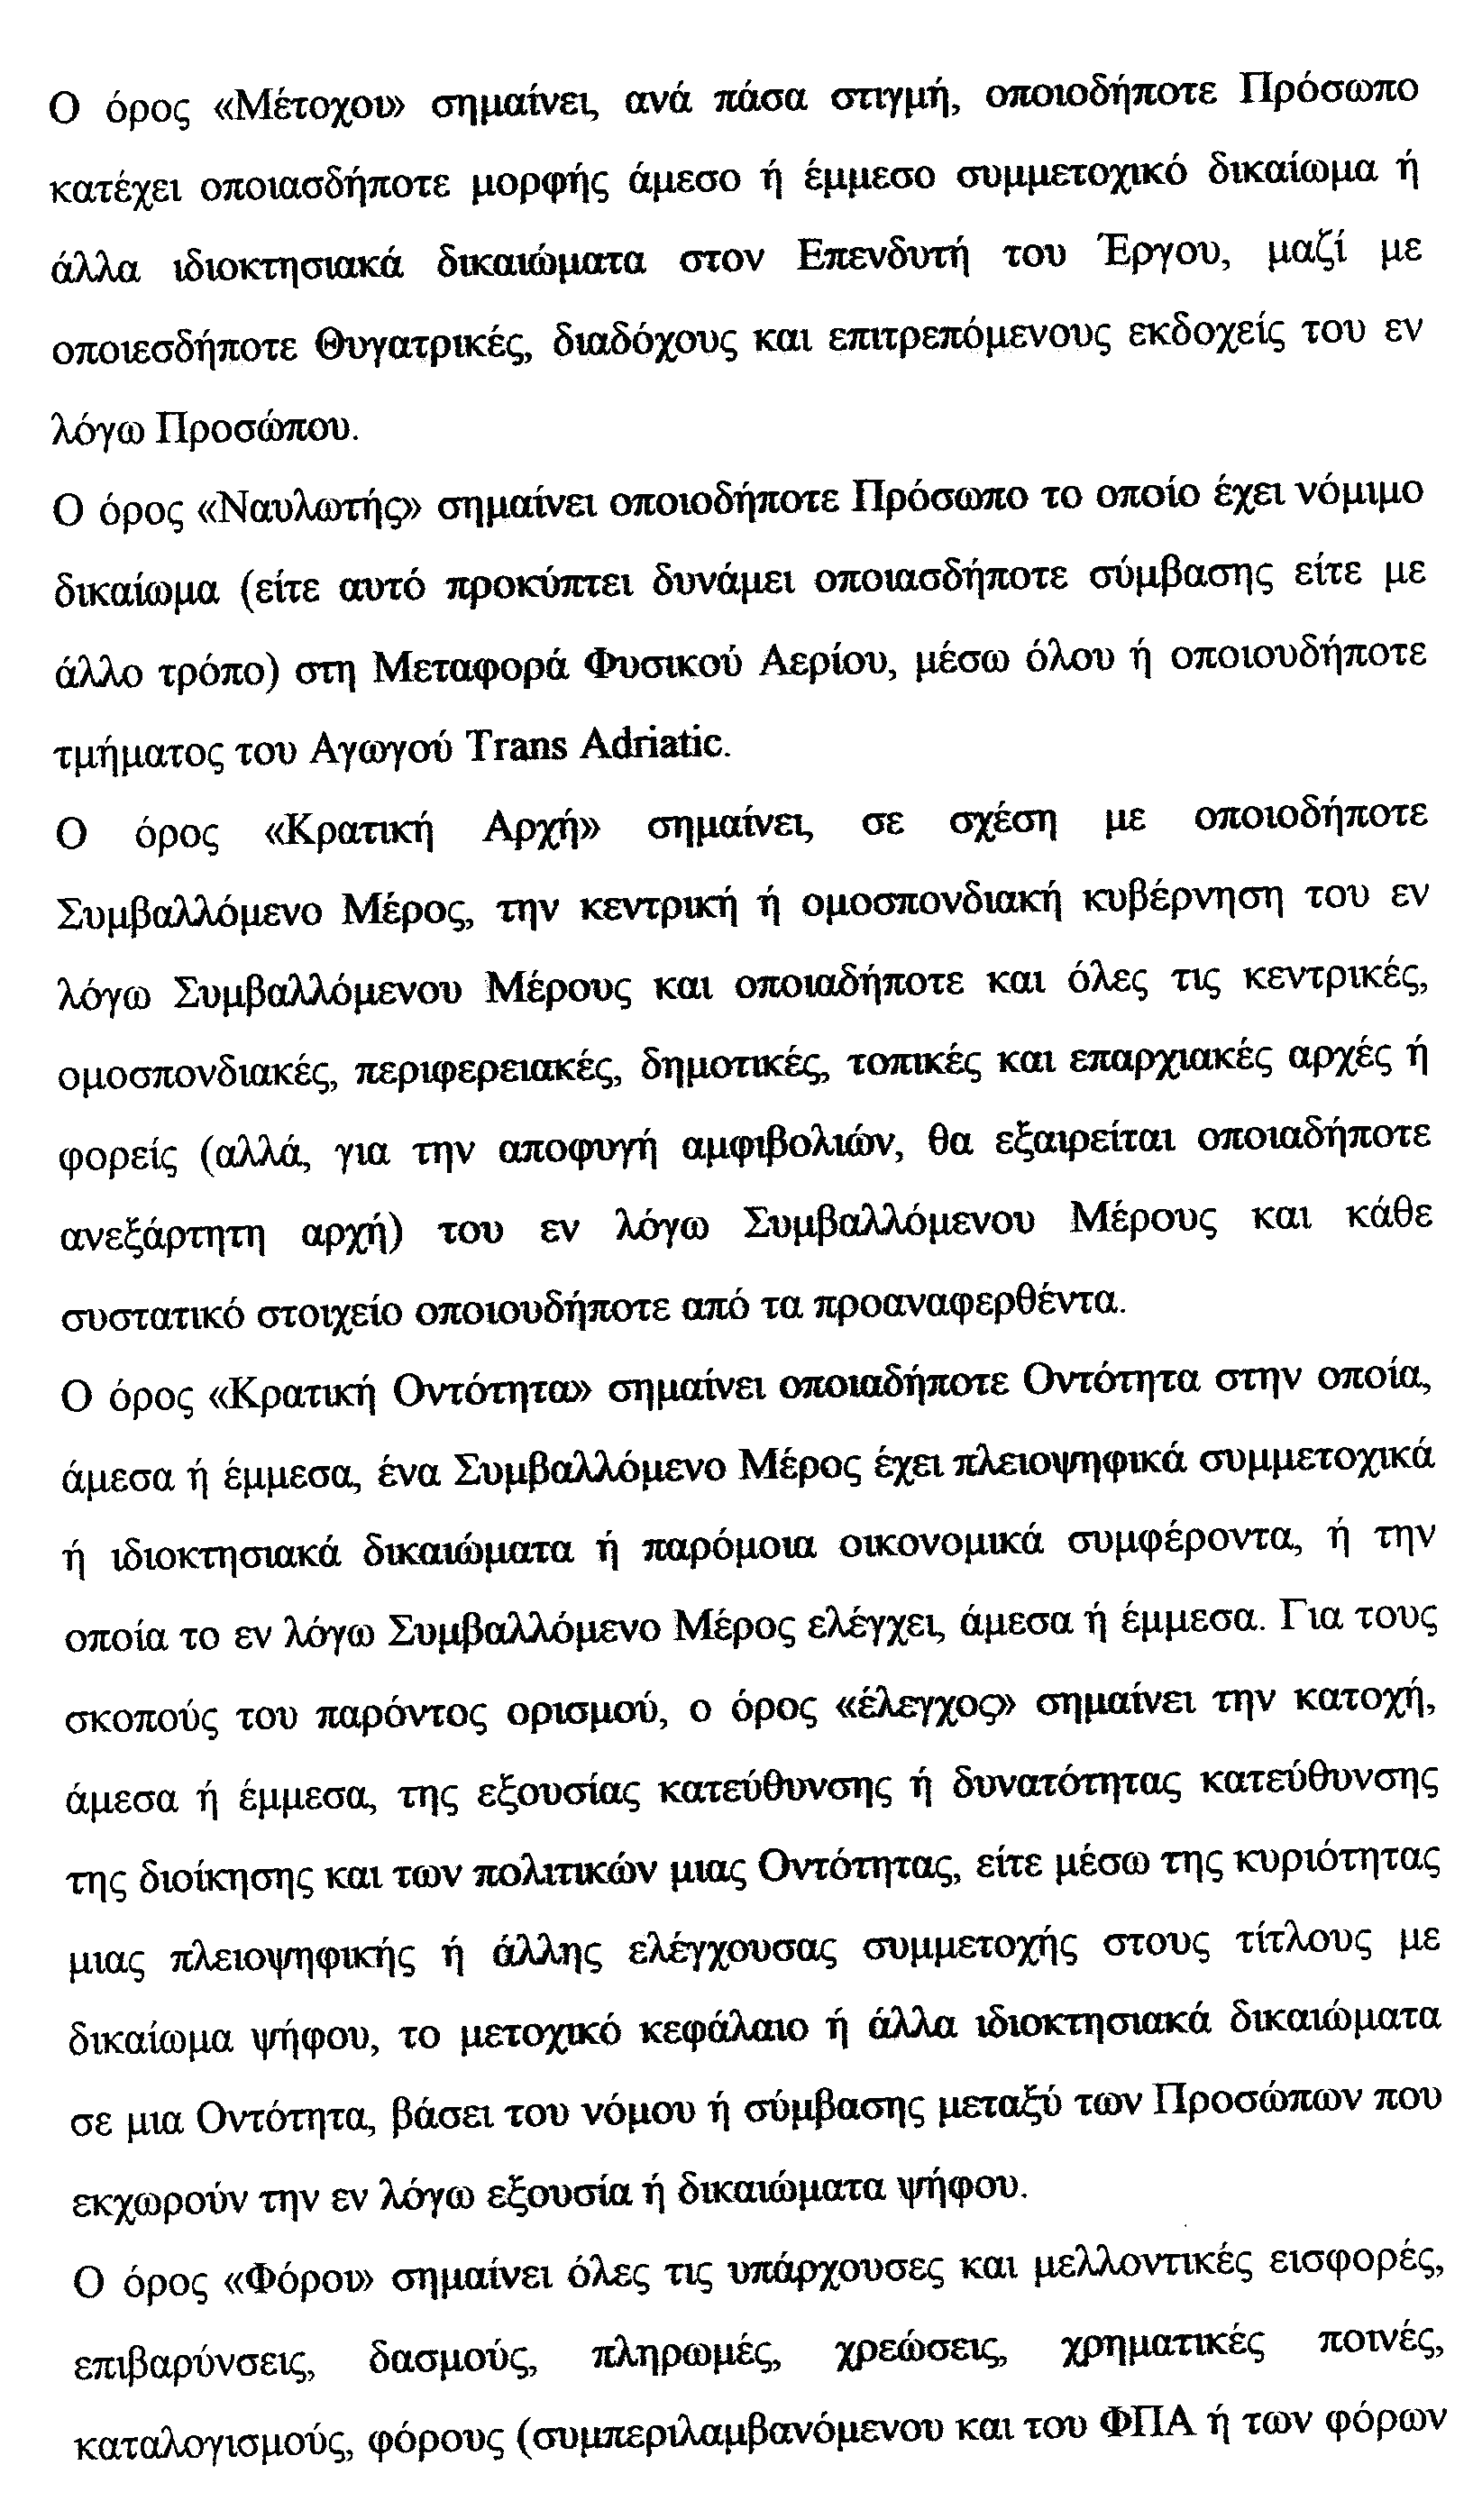 Ο όρος «Μέτοχοι» σημαίνει, ανά πάσα στιγμή, οποιοδήποτε Πρόσωπο
κατέχει οποιασδήποτε μορφής άμεσο ή έμμεσο συμμετοχικό δικαίωμα ή
άλλα ιδιοκτησιακά δικαιώματα στον Επενδυτή του Έργου, μαζί με
οποιεσδήποτε Θυγατρικές, διαδόχους και επιτρεπόμενους εκδοχείς του εν
λόγω Προσώπου.
Ο όρος «Ναυλωτής» σημαίνει οποιοδήποτε Πρόσωπο το οποίο έχει νόμιμο
δικαίωμα (είτε αυτό προκύπτει δυνάμει οποιασδήποτε σύμβασης είτε με
άλλο τρόπο) στη Μεταφορά Φυσικού Αερίου, μέσω όλου ή οποιουδήποτε
τμήματος του Αγωγού Trans Adriatic.
Ο όρος «Κρατική Αρχή» σημαίνει, σε σχέση με οποιοδήποτε
Συμβαλλόμενο Μέρος, την κεντρική ή ομοσπονδιακή κυβέρνηση του εν
λόγω Συμβαλλόμενου Μέρους και οποιαδήποτε και όλες τις κεντρικές,
ομοσπονδιακές, περιφερειακές, δημοτικές, τοπικές και επαρχιακές αρχές ή
φορείς (αλλά, για την αποφυγή αμφιβολιών, θα εξαιρείται οποιαδήποτε
ανεξάρτητη αρχή) του εν λόγω Συμβαλλόμενου Μέρους και κάθε
συστατικό στοιχείο οποιουδήποτε από τα προαναφερθέντα.
Ο όρος «Κρατική Οντότητα» σημαίνει οποιαδήποτε Οντότητα στην οποία,
άμεσα ή έμμεσα, ένα Συμβαλλόμενο Μέρος έχει πλειοψηφικά συμμετοχικά
ή ιδιοκτησιακά δικαιώματα ή παρόμοια οικονομικά συμφέροντα, ή την
οποία το εν λόγω Συμβαλλόμενο Μέρος ελέγχει, άμεσα ή έμμεσα. Για τους
σκοπούς του παρόντος ορισμού, ο όρος «έλεγχος» σημαίνει την κατοχή,
άμεσα ή έμμεσα, της εξουσίας κατεύθυνσης ή δυνατότητας κατεύθυνσης
της διοίκησης και των πολιτικών μιας Οντότητας, είτε μέσω της κυριότητας
μιας πλειοψηφικής ή άλλης ελέγχουσας συμμετοχής στους τίτλους με
δικαίωμα ψήφου, το μετοχικό κεφάλαιο ή άλλα ιδιοκτησιακά δικαιώματα
σε μια Οντότητα, βάσει του νόμου ή σύμβασης μεταξύ των Προσώπων που
εκχωρούν την εν λόγω εξουσία ή δικαιώματα ψήφου.
Ο όρος «Φόροι» σημαίνει όλες τις υπάρχουσες και μελλοντικές εισφορές,
επιβαρύνσεις, δασμούς, πληρωμές, χρεώσεις, χρηματικές ποινές,
καταλογισμούς, φόρους (συμπεριλαμβανόμενου και του ΦΠΑ ή των φόρων